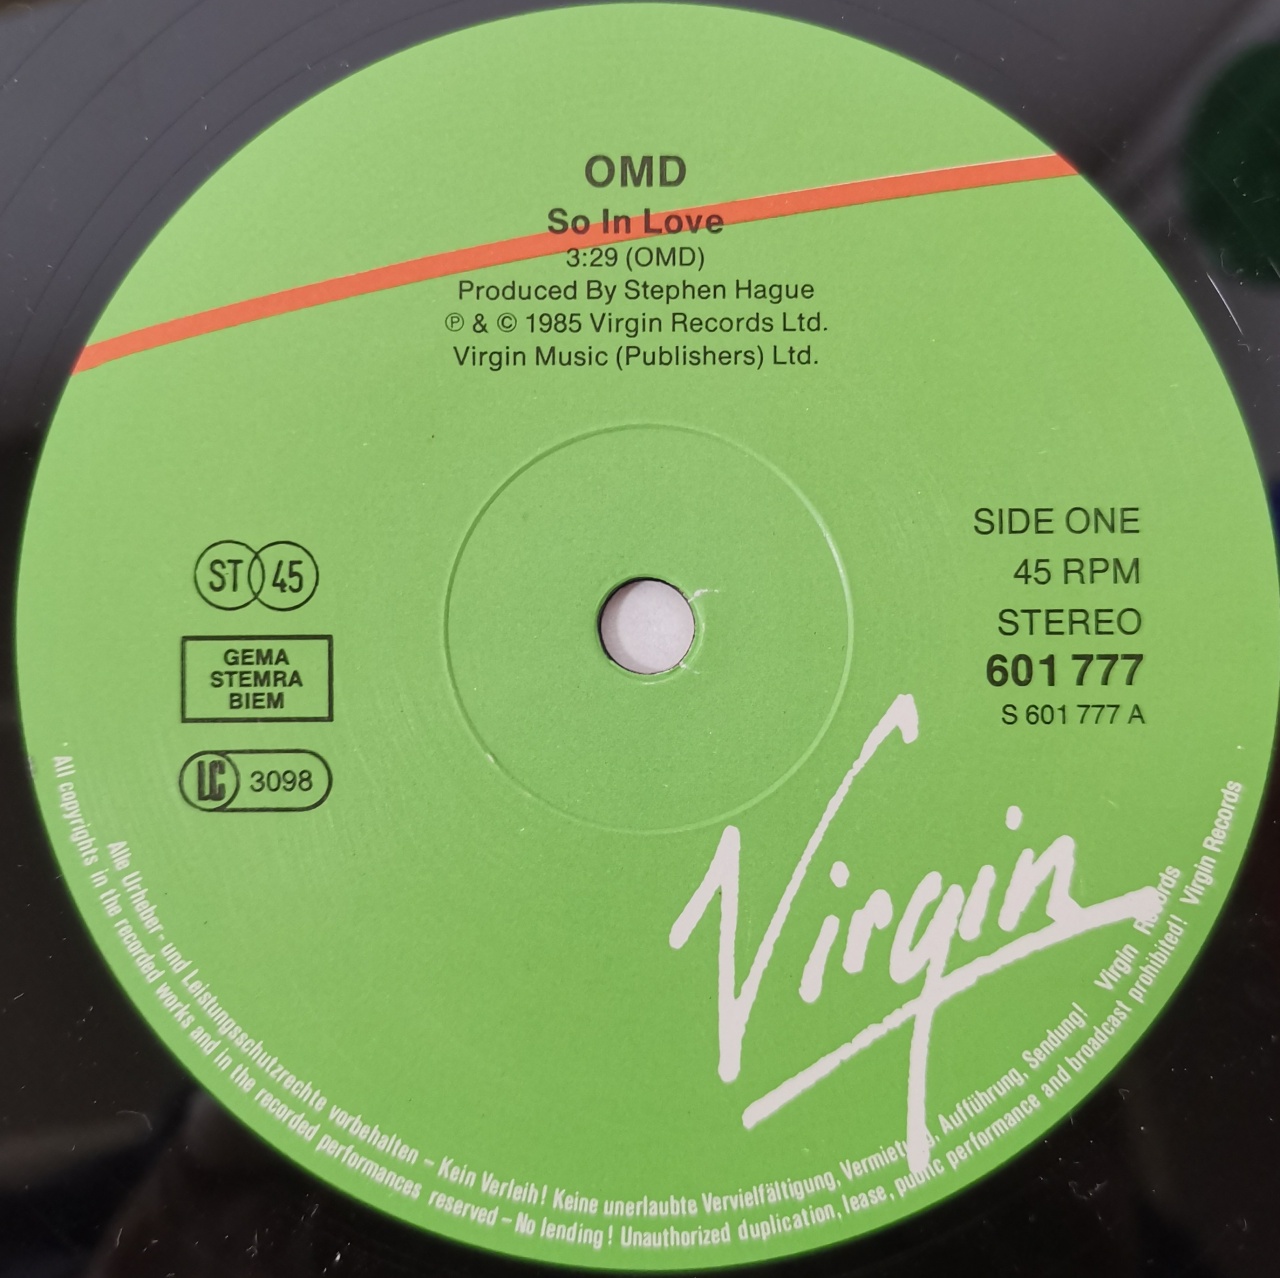 OMD
So In Love
3:29 (OMD)
Produced By Stephen Hague
℗ & © 1985 Virgin Records Ltd.
Virgin Music (Publishers) Ltd.
ST 45
GEMA
STEMRA
BIEM
LC 3098
SIDE ONE
45 RPM
STEREO
601 777
S 601 777 A
Virgin
Alle Urheber- und Leistungsschutzrechte vorbehalten – Kein Verleih! Keine unerlaubte Vervielfältigung, Vermietung, Aufführung, Sendung! Virgin Records
All copyrights in the recorded works and in the recorded performances reserved – No lending! Unauthorized duplication, lease, public performance and broadcast prohibited! Virgin Records